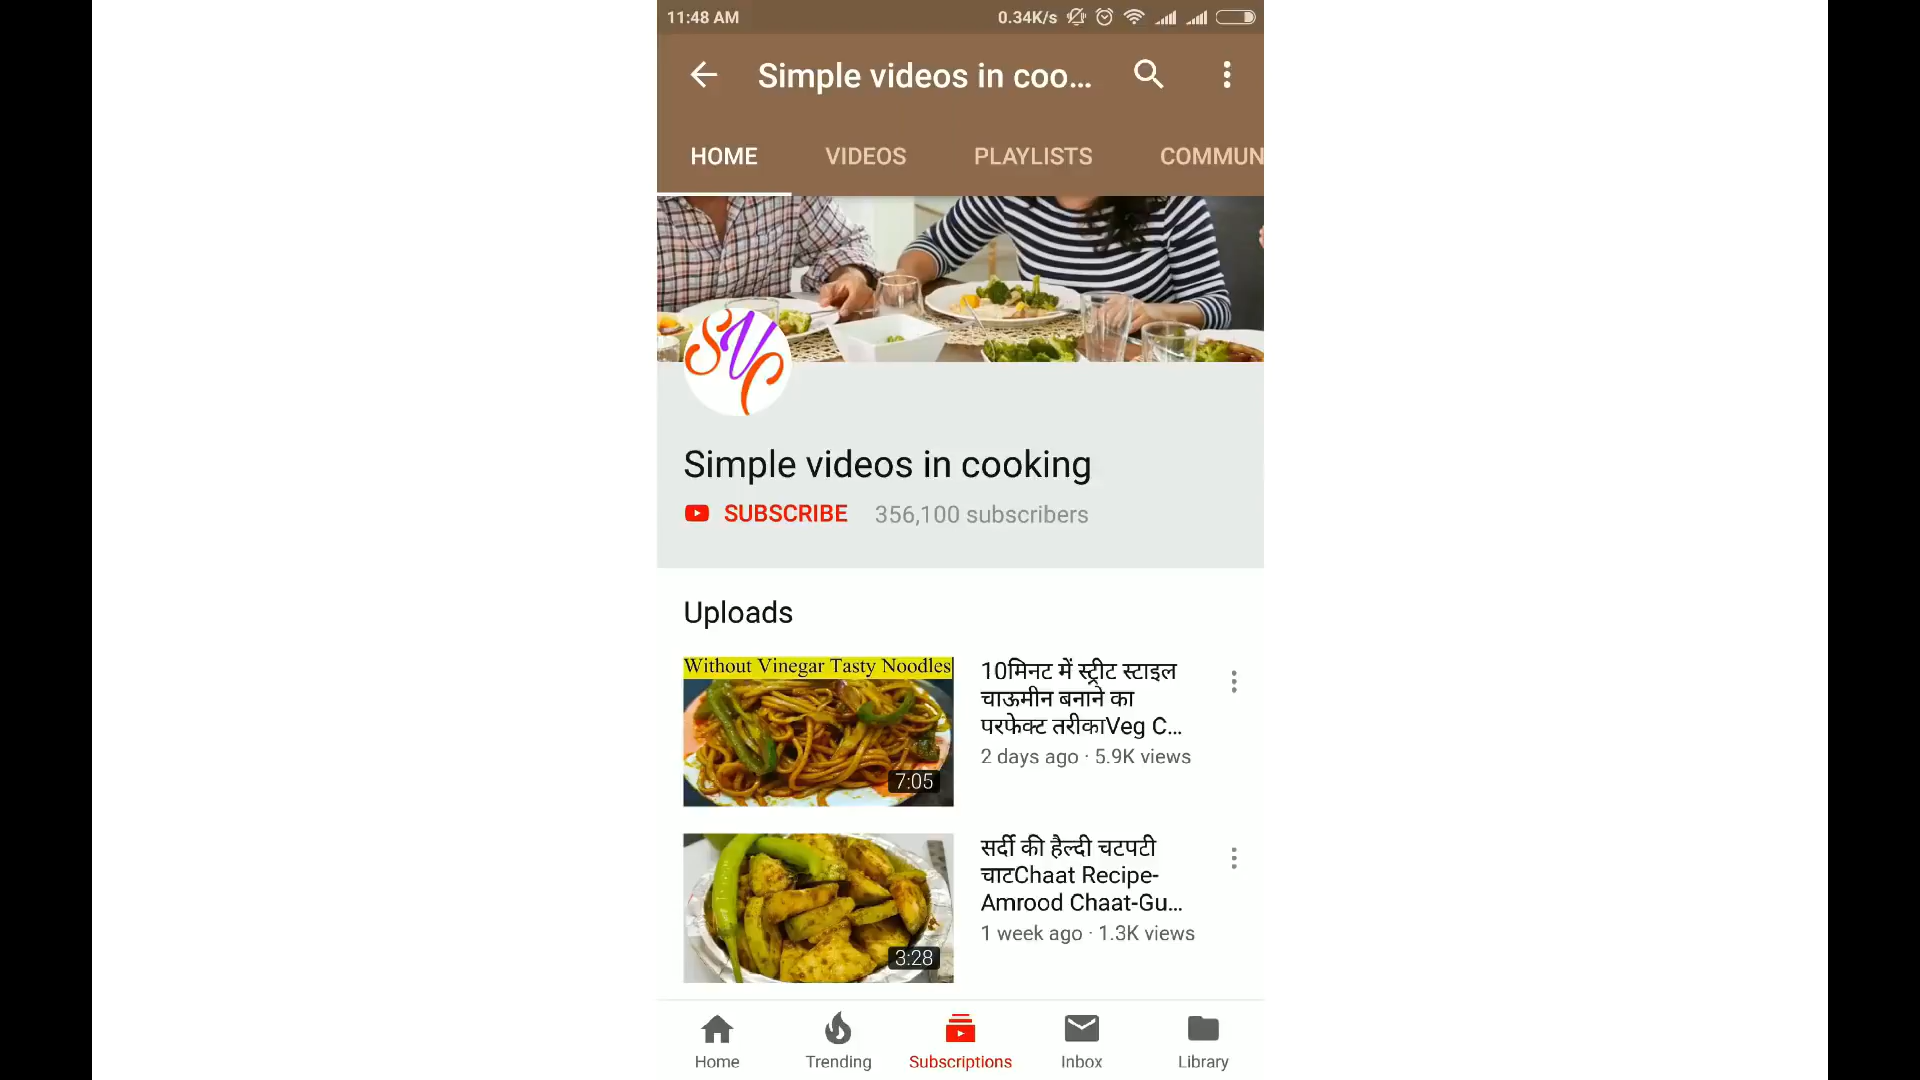 11:48 AM
0.34K/s
Simple videos in coo...
HOME VIDEOS PLAYLISTS COMMUN
SVC
Simple videos in cooking
SUBSCRIBE 356,100 subscribers
Uploads
Without Vinegar Tasty Noodles
7:05
10मिनट में स्ट्रीट स्टाइल
चाऊमीन बनाने का
परफेक्ट तरीकाVeg C...
2 days ago · 5.9K views
3:28
सर्दी की हैल्दी चटपटी
चाटChaat Recipe-
Amrood Chaat-Gu...
1 week ago · 1.3K views
Home Trending Subscriptions Inbox Library